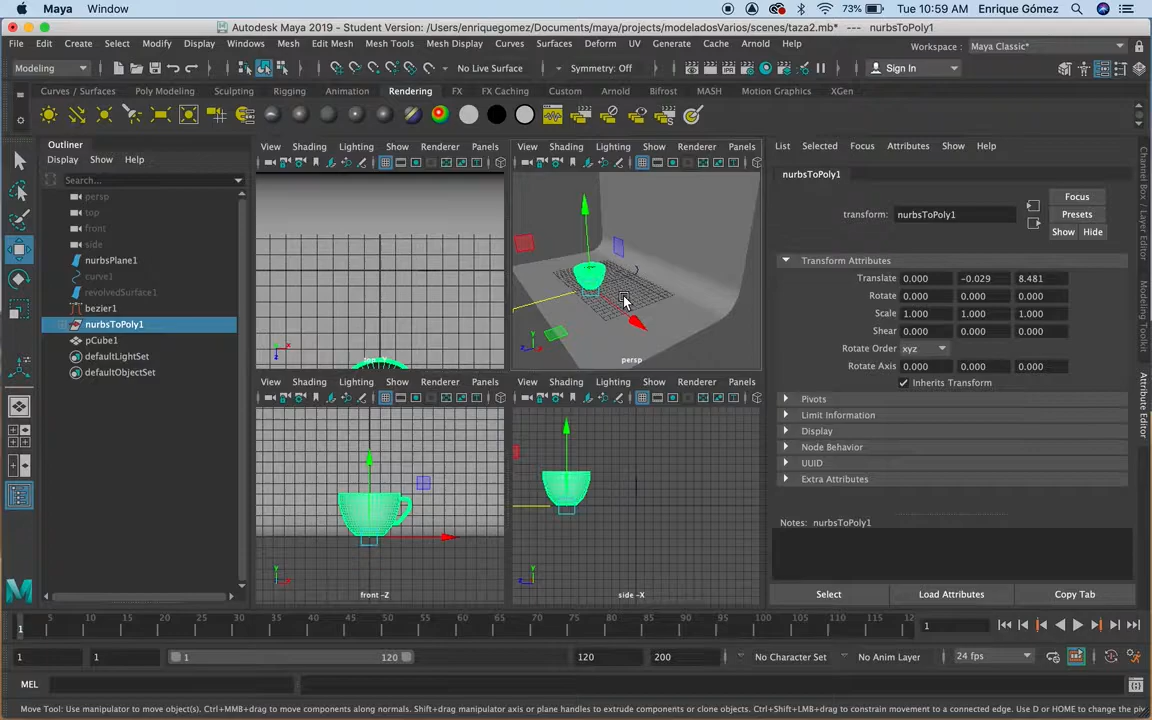 Maya Window 73% Tue 10:59 AM Enrique Gómez
Autodesk Maya 2019 - Student Version: /Users/enriquegomez/Documents/maya/projects/modeladosVarios/scenes/taza2.mb* --- nurbsToPoly1
File Edit Create Select Modify Display Windows Mesh Edit Mesh Mesh Tools Mesh Display Curves Surfaces Deform UV Generate Cache Arnold Help Workspace : Maya Classic*
Modeling No Live Surface Symmetry: Off Sign In
Curves / Surfaces Poly Modeling Sculpting Rigging Animation Rendering FX FX Caching Custom Arnold Bifrost MASH Motion Graphics XGen
Outliner
Display Show Help
Search...
persp
top
front
side
nurbsPlane1
curve1
revolvedSurface1
bezier1
nurbsToPoly1
pCube1
defaultLightSet
defaultObjectSet
View Shading Lighting Show Renderer Panels
View Shading Lighting Show Renderer Panels
persp
View Shading Lighting Show Renderer Panels
View Shading Lighting Show Renderer Panels
front -Z
side -X
List Selected Focus Attributes Show Help
nurbsToPoly1
Focus
transform: nurbsToPoly1
Presets
Show Hide
Transform Attributes
Translate 0.000 -0.029 8.481
Rotate 0.000 0.000 0.000
Scale 1.000 1.000 1.000
Shear 0.000 0.000 0.000
Rotate Order xyz
Rotate Axis 0.000 0.000 0.000
Inherits Transform
Pivots
Limit Information
Display
Node Behavior
UUID
Extra Attributes
Notes: nurbsToPoly1
Select Load Attributes Copy Tab
Channel Box / Layer Editor
Modeling Toolkit
Attribute Editor
1 5 10 15 20 25 30 35 40 45 50 55 60 65 70 75 80 85 90 95 100 105 110 115 12 1
1 1 1 120 120 200 No Character Set No Anim Layer 24 fps
MEL
Move Tool: Use manipulator to move object(s). Ctrl+MMB+drag to move components along normals. Shift+drag manipulator axis or plane handles to extrude components or clone objects. Ctrl+Shift+LMB+drag to constrain movement to a connected edge. Use D or HOME to change the piv